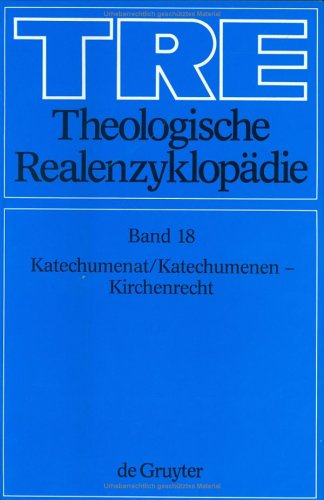 Urheberrechtlich geschütztes Material
TRE
Theologische
Realenzyklopädie
Band 18
Katechumenat/Katechumenen –
Kirchenrecht
de Gruyter
Urheberrechtlich geschütztes Material